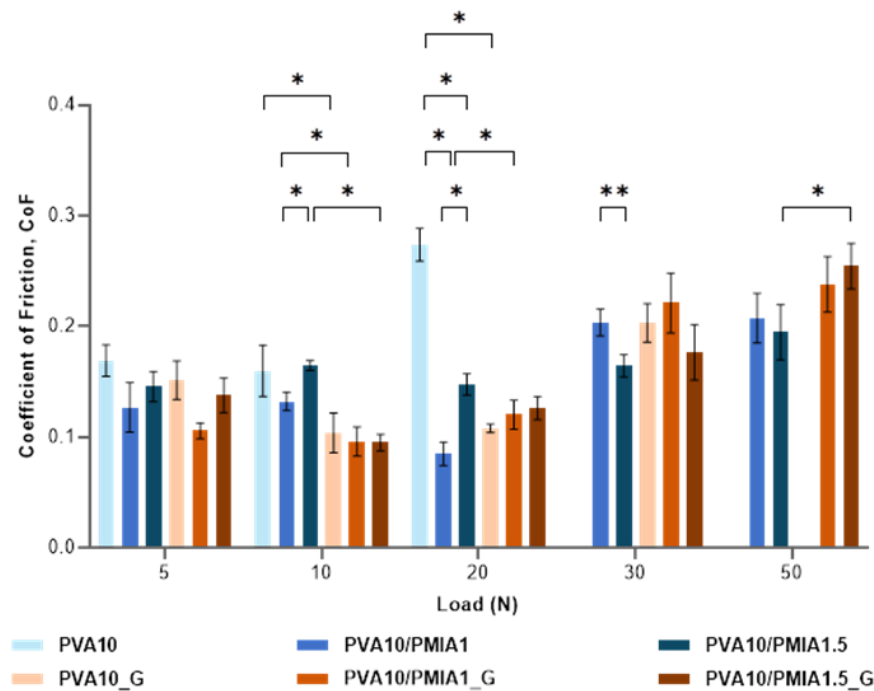 *
* *
* * *
* * * ** *
0.4
0.3
0.2
0.1
0.0
Coefficient of Friction, CoF
5 10 20 30 50
Load (N)
PVA10 PVA10/PMIA1 PVA10/PMIA1.5
PVA10_G PVA10/PMIA1_G PVA10/PMIA1.5_G